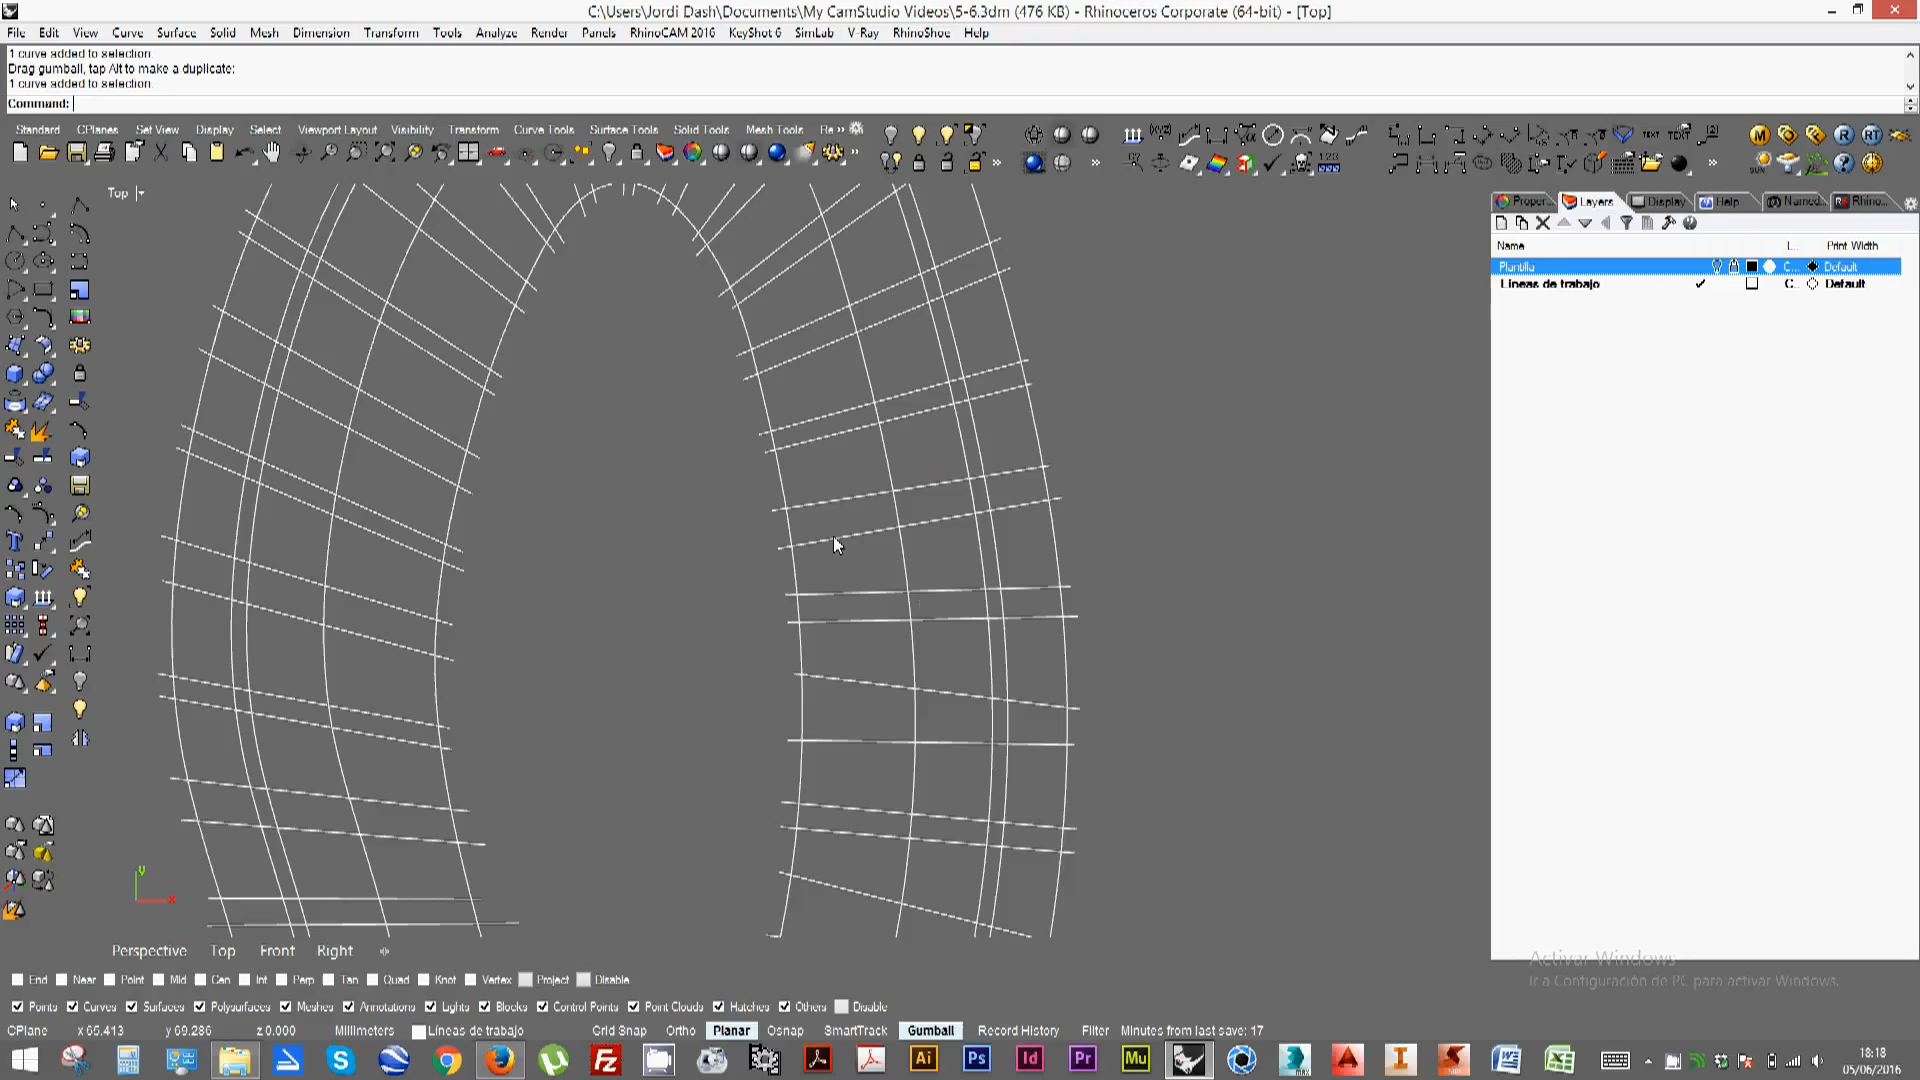 C:\Users\Jordi Dash\Documents\My CamStudio Videos\5-6.3dm (476 KB) - Rhinoceros Corporate (64-bit) - [Top]
File Edit View Curve Surface Solid Mesh Dimension Transform Tools Analyze Render Panels RhinoCAM 2016 KeyShot 6 SimLab V-Ray RhinoShoe Help
1 curve added to selection.
Drag gumball, tap Alt to make a duplicate:
1 curve added to selection.
Command:
Standard CPlanes Set View Display Select Viewport Layout Visibility Transform Curve Tools Surface Tools Solid Tools Mesh Tools Re
Top
Proper... Layers Display Help Named... Rhino...
Name L... Print Width
Plantilla C... Default
Líneas de trabajo C... Default
y
x
Perspective Top Front Right
Activar Windows
Ir a Configuración de PC para activar Windows.
End Near Point Mid Cen Int Perp Tan Quad Knot Vertex Project Disable
Points Curves Surfaces Polysurfaces Meshes Annotations Lights Blocks Control Points Point Clouds Hatches Others Disable
CPlane x 65.413 y 69.286 z 0.000 Millimeters Líneas de trabajo Grid Snap Ortho Planar Osnap SmartTrack Gumball Record History Filter Minutes from last save: 17
18:18
05/06/2016